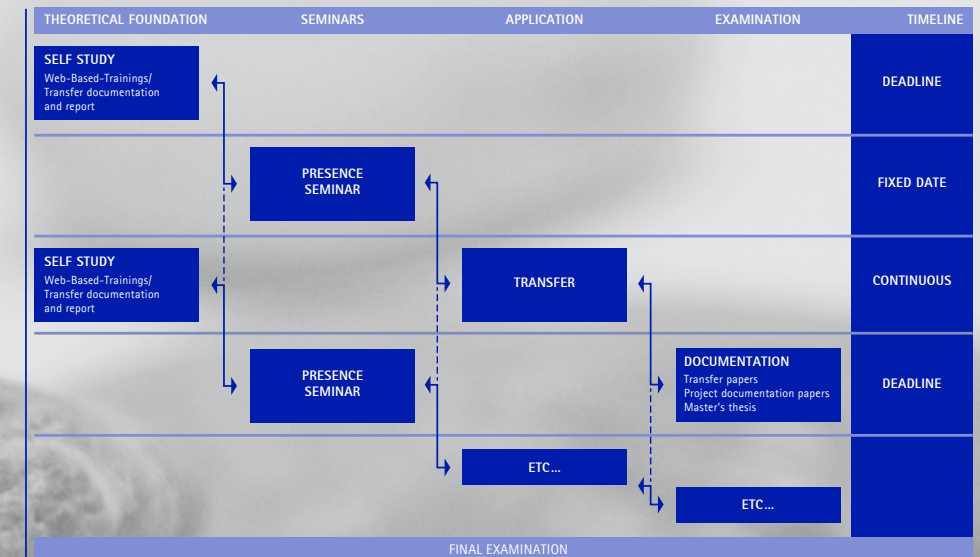 THEORETICAL FOUNDATION SEMINARS APPLICATION EXAMINATION TIMELINE
SELF STUDY
Web-Based-Trainings/
Transfer documentation
and report
DEADLINE
PRESENCE
SEMINAR
FIXED DATE
SELF STUDY
Web-Based-Trainings/
Transfer documentation
and report
TRANSFER
CONTINUOUS
PRESENCE
SEMINAR
DOCUMENTATION
Transfer papers
Project documentation papers
Master's thesis
DEADLINE
ETC...
ETC...
FINAL EXAMINATION